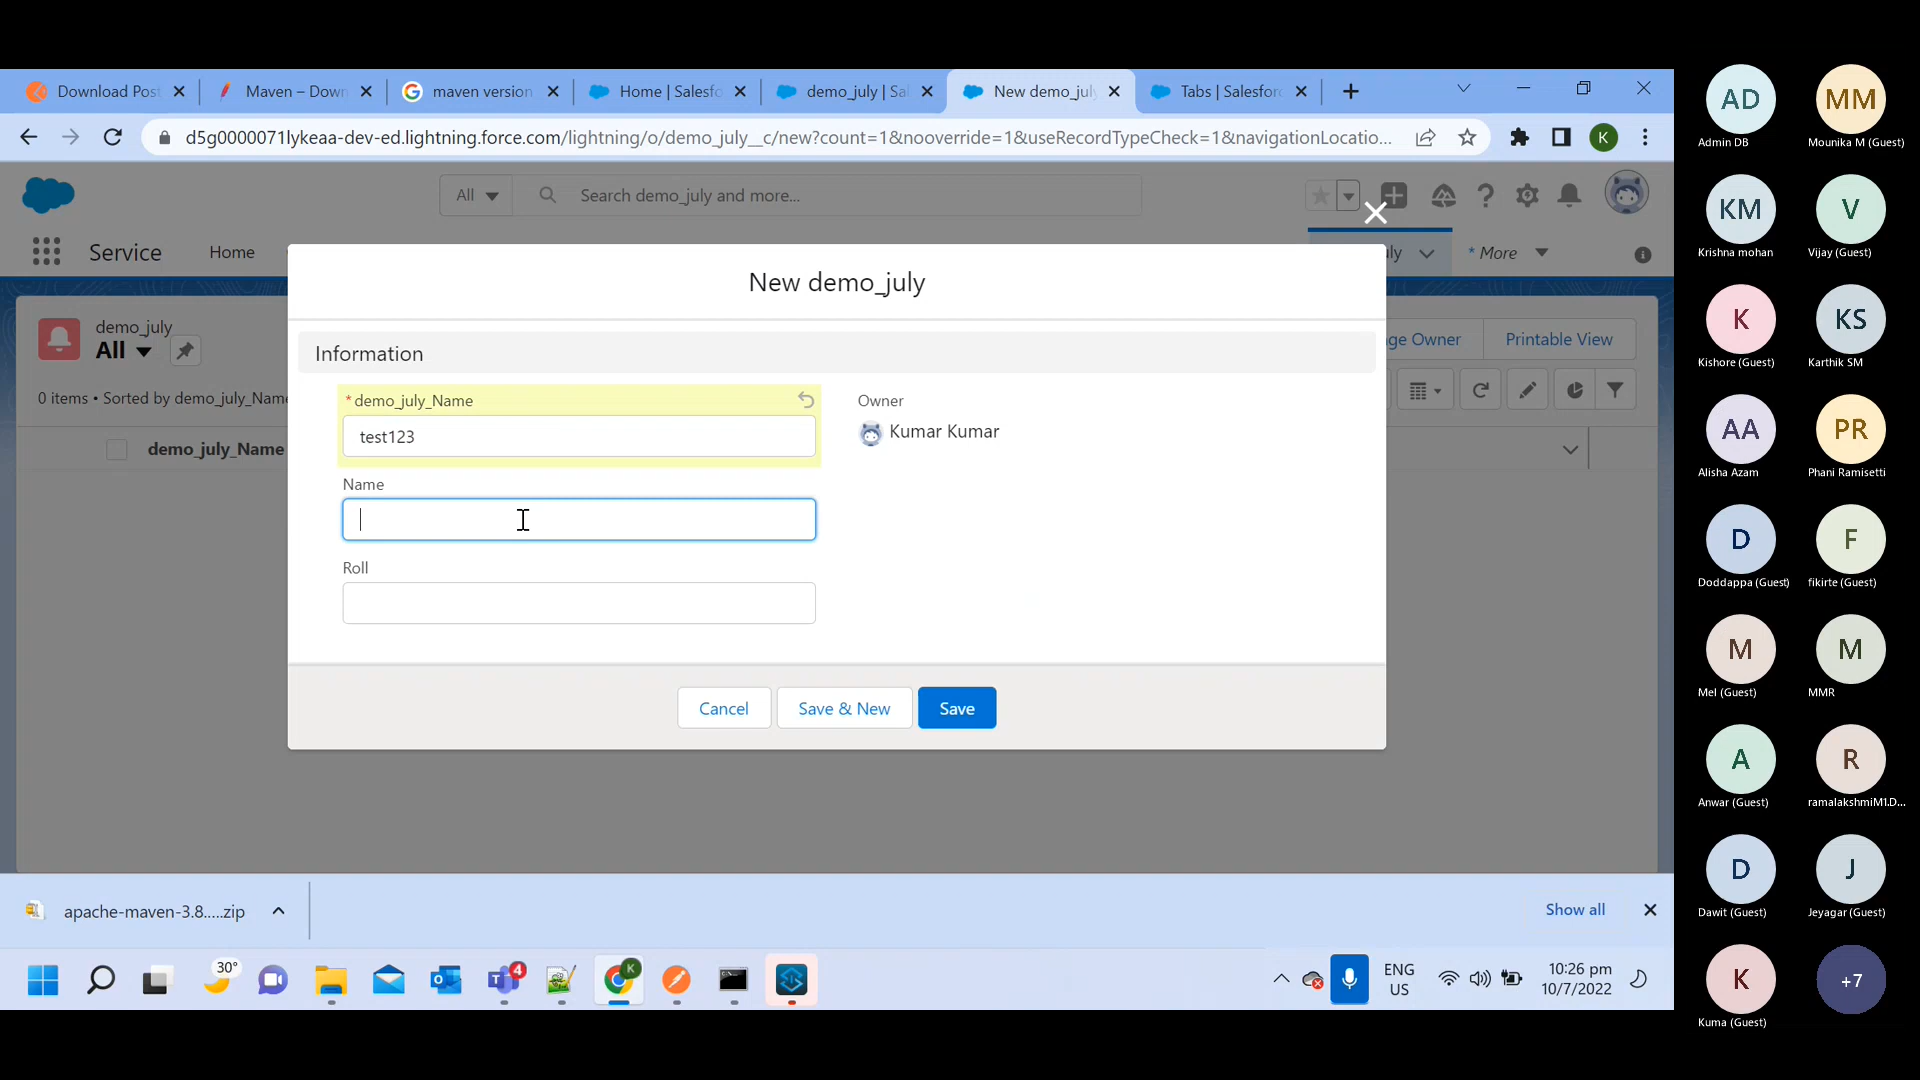 Download Post
Maven – Down
maven version
Home | Salesfo
demo_july | Sal
New demo_july
Tabs | Salesforc
d5g0000071lykeaa-dev-ed.lightning.force.com/lightning/o/demo_july__c/new?count=1&nooverride=1&useRecordTypeCheck=1&navigationLocatio...
K
All
Search demo_july and more...
Service
Home
ly
* More
New demo_july
demo_july
All
ge Owner
Printable View
0 items • Sorted by demo_july_Name
demo_july_Name
Information
* demo_july_Name
test123
Owner
Kumar Kumar
Name
Roll
Cancel
Save & New
Save
apache-maven-3.8.....zip
Show all
30°
4
K
ENG
US
10:26 pm
10/7/2022
AD
Admin DB
MM
Mounika M (Guest)
KM
Krishna mohan
V
Vijay (Guest)
K
Kishore (Guest)
KS
Karthik SM
AA
Alisha Azam
PR
Phani Ramisetti
D
Doddappa (Guest)
F
fikirte (Guest)
M
Mel (Guest)
M
MMR
A
Anwar (Guest)
R
ramalakshmiM1.D...
D
Dawit (Guest)
J
Jeyagar (Guest)
K
Kuma (Guest)
+7